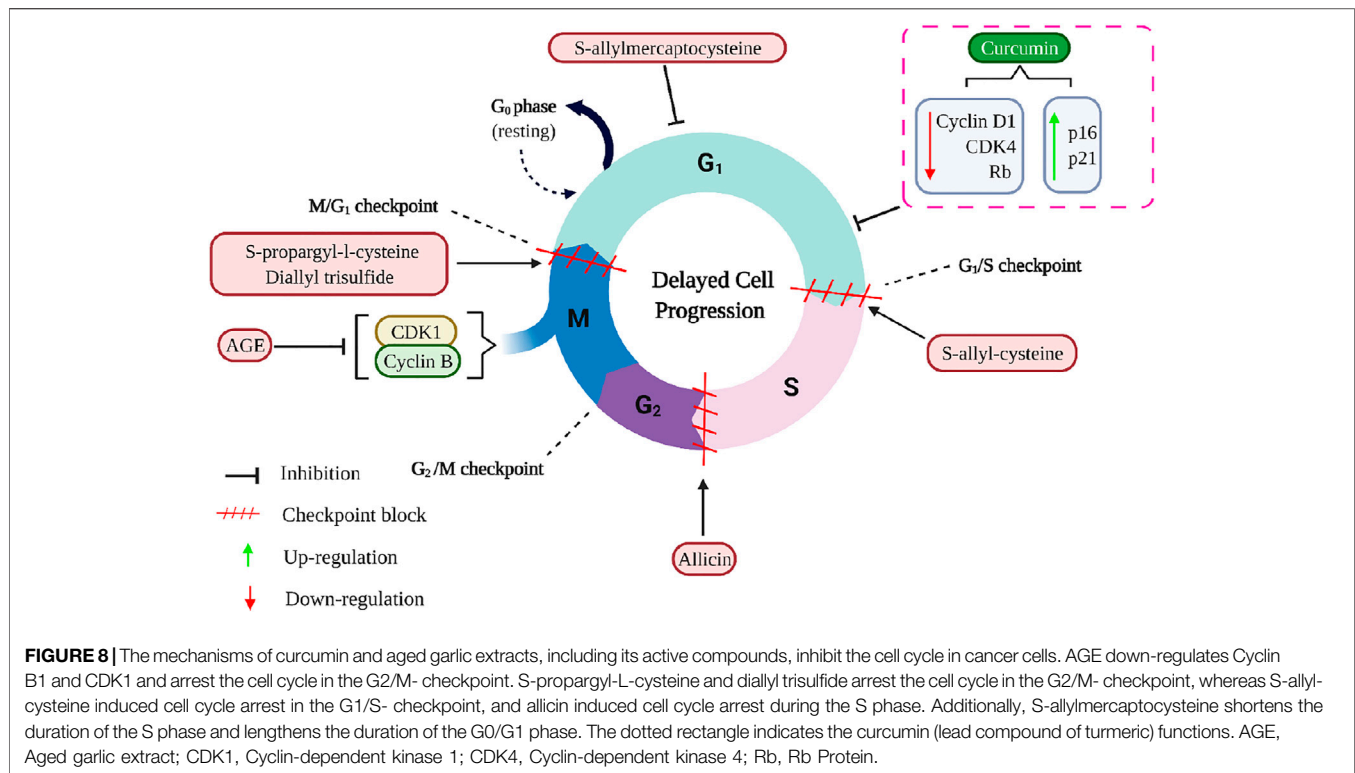 S-allylmercaptocysteine
Curcumin
Cyclin D1
CDK4
Rb
p16
p21
G₀ phase
(resting)
G₁
M/G₁ checkpoint
S-propargyl-l-cysteine
Diallyl trisulfide
Delayed Cell
Progression
G₁/S checkpoint
M
AGE
CDK1
Cyclin B
S-allyl-cysteine
S
G₂
G₂/M checkpoint
Allicin
Inhibition
Checkpoint block
Up-regulation
Down-regulation
FIGURE 8 | The mechanisms of curcumin and aged garlic extracts, including its active compounds, inhibit the cell cycle in cancer cells. AGE down-regulates Cyclin
B1 and CDK1 and arrest the cell cycle in the G2/M- checkpoint. S-propargyl-L-cysteine and diallyl trisulfide arrest the cell cycle in the G2/M- checkpoint, whereas S-allyl-
cysteine induced cell cycle arrest in the G1/S- checkpoint, and allicin induced cell cycle arrest during the S phase. Additionally, S-allylmercaptocysteine shortens the
duration of the S phase and lengthens the duration of the G0/G1 phase. The dotted rectangle indicates the curcumin (lead compound of turmeric) functions. AGE,
Aged garlic extract; CDK1, Cyclin-dependent kinase 1; CDK4, Cyclin-dependent kinase 4; Rb, Rb Protein.